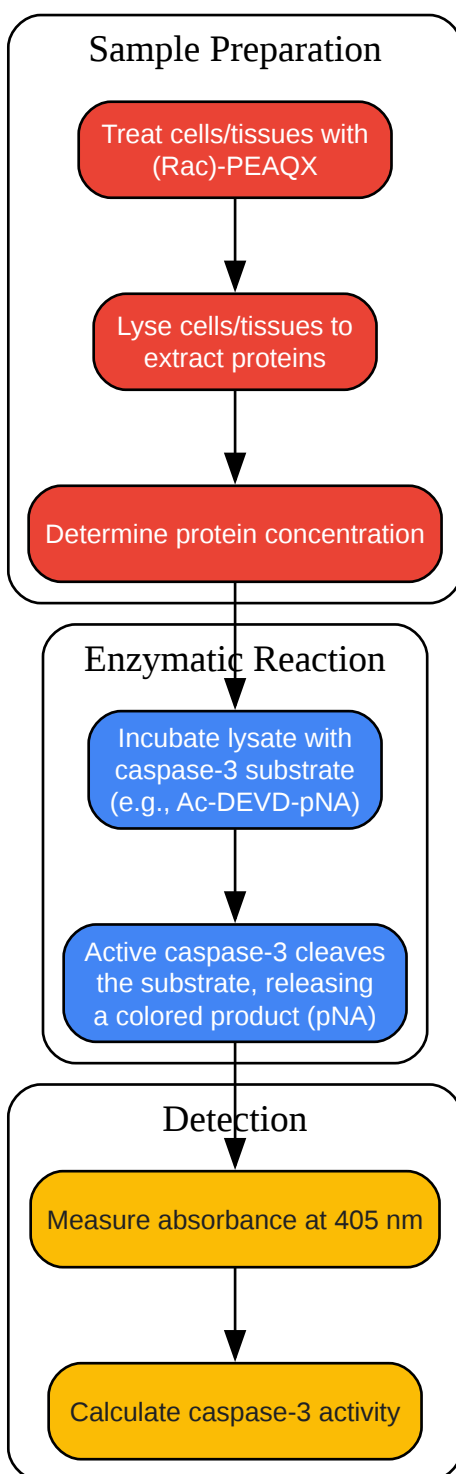 Sample Preparation
Treat cells/tissues with
(Rac)-PEAQX
Lyse cells/tissues to
extract proteins
Determine protein concentration
Enzymatic Reaction
Incubate lysate with
caspase-3 substrate
(e.g., Ac-DEVD-pNA)
Active caspase-3 cleaves
the substrate, releasing
a colored product (pNA)
Detection
Measure absorbance at 405 nm
Calculate caspase-3 activity